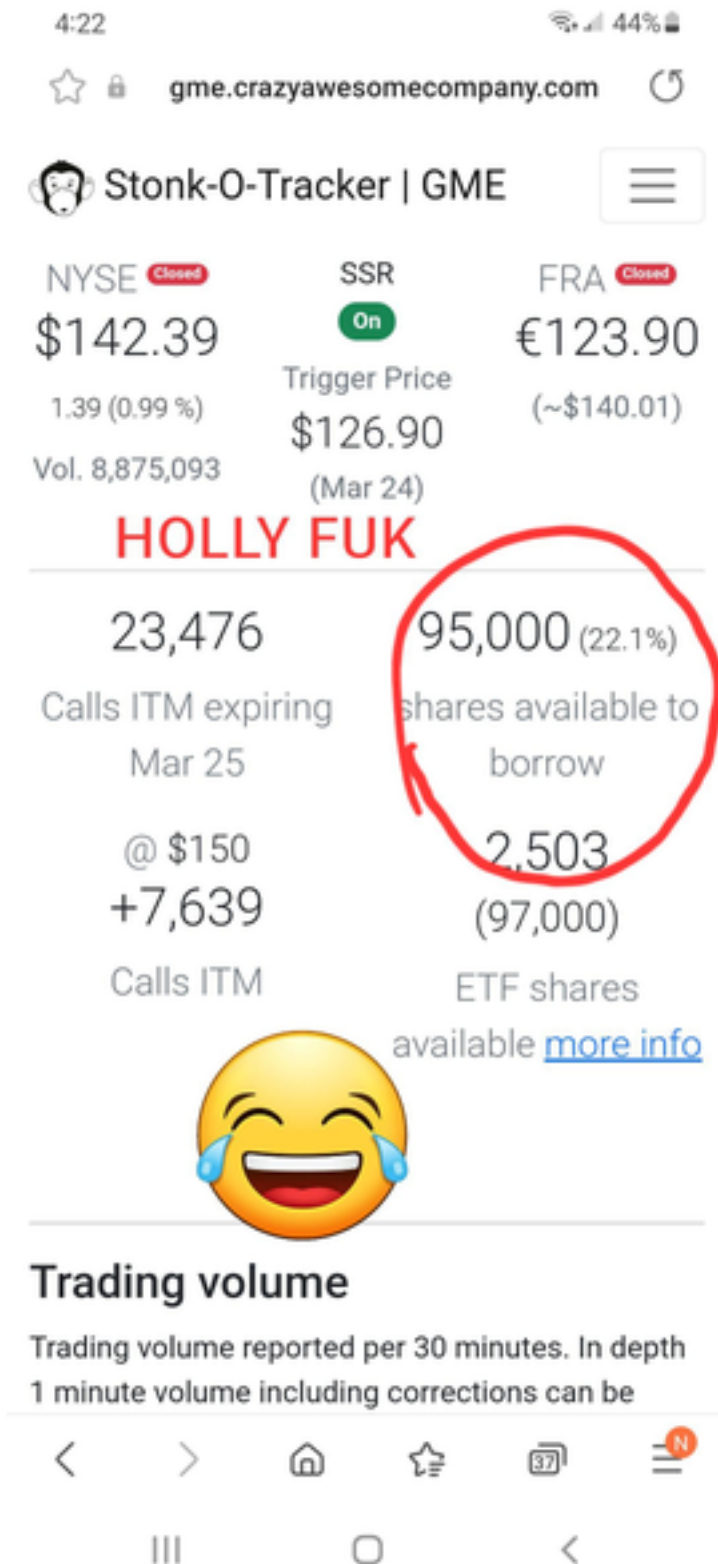 4:22 44%
gme.crazyawesomecompany.com
Stonk-O-Tracker | GME
NYSE Closed SSR FRA Closed
$142.39 On €123.90
1.39 (0.99 %) Trigger Price (~$140.01)
Vol. 8,875,093 $126.90
(Mar 24)
HOLLY FUK
23,476 95,000 (22.1%)
Calls ITM expiring shares available to
Mar 25 borrow
@ $150 2,503
+7,639 (97,000)
Calls ITM ETF shares
available more info
Trading volume
Trading volume reported per 30 minutes. In depth
1 minute volume including corrections can be
37 N